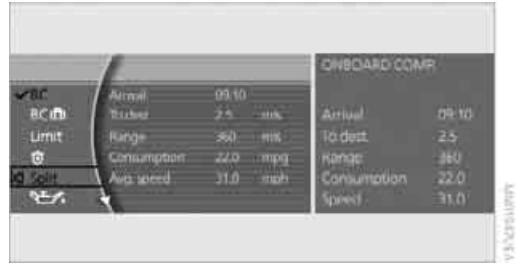 ONBOARD COMP.
BC
BC
Limit
Split
Arrival 09:10
To dest 2.5 mls
Range 360 mls
Consumption 22.0 mpg
Avg. speed 31.0 mph
Arrival 09:10
To dest. 2.5
Range 360
Consumption 22.0
Speed 31.0